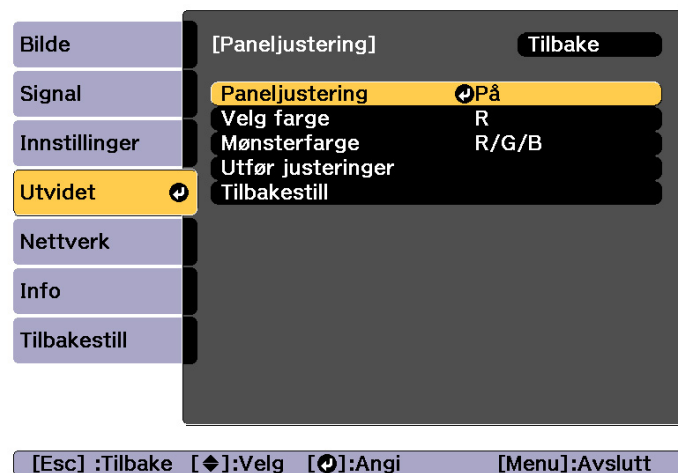 Bilde
Signal
Innstillinger
Utvidet
Nettverk
Info
Tilbakestill
[Paneljustering] Tilbake
Paneljustering På
Velg farge R
Mønsterfarge R/G/B
Utfør justeringer
Tilbakestill
[Esc] :Tilbake [◆]:Velg [⏎]:Angi [Menu]:Avslutt